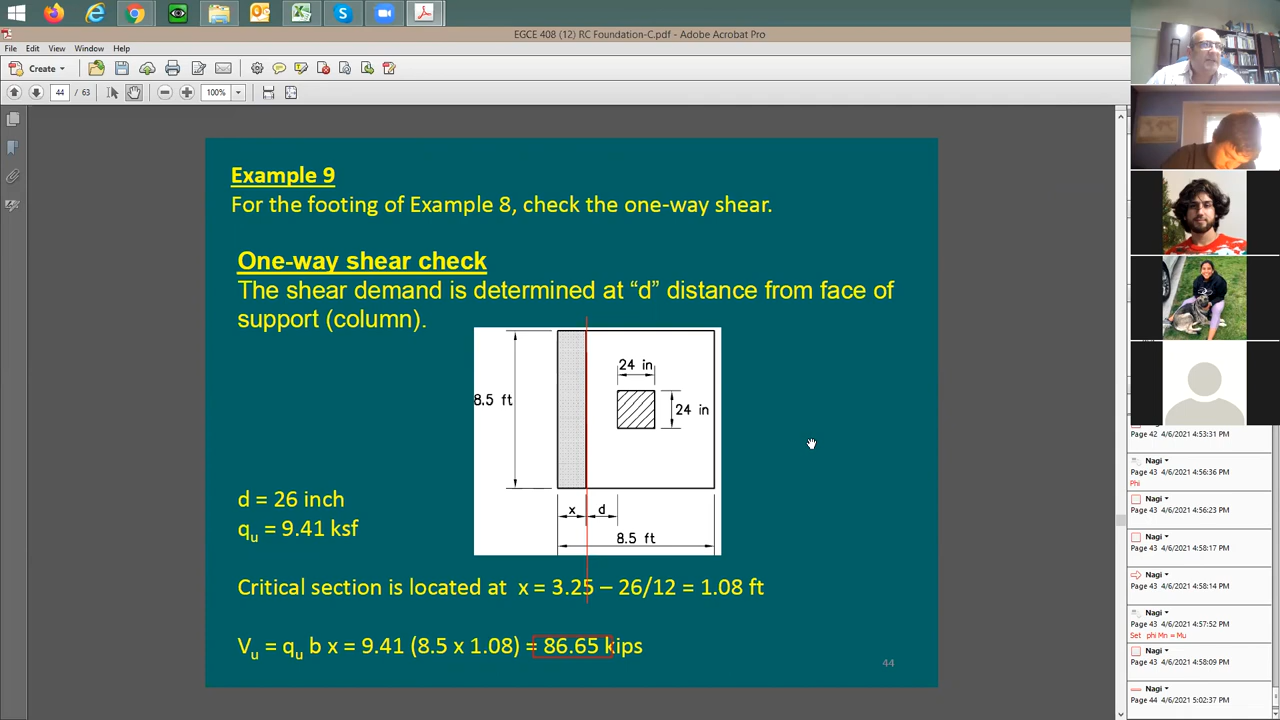 EGCE 408 (12) RC Foundation-C.pdf - Adobe Acrobat Pro
File Edit View Window Help
Create
44 / 63 100%
Example 9
For the footing of Example 8, check the one-way shear.
One-way shear check
The shear demand is determined at “d” distance from face of
support (column).
24 in
8.5 ft
24 in
x d
8.5 ft
d = 26 inch
qu = 9.41 ksf
Critical section is located at x = 3.25 – 26/12 = 1.08 ft
Vu = qu b x = 9.41 (8.5 x 1.08) = 86.65 kips
44
Page 42 4/6/2021 4:53:31 PM
Nagi
Page 43 4/6/2021 4:56:36 PM
Phi
Nagi
Page 43 4/6/2021 4:56:23 PM
Nagi
Page 43 4/6/2021 4:58:17 PM
Nagi
Page 43 4/6/2021 4:58:14 PM
Nagi
Page 43 4/6/2021 4:57:52 PM
Set phi Mn = Mu
Nagi
Page 43 4/6/2021 4:58:09 PM
Nagi
Page 44 4/6/2021 5:02:37 PM